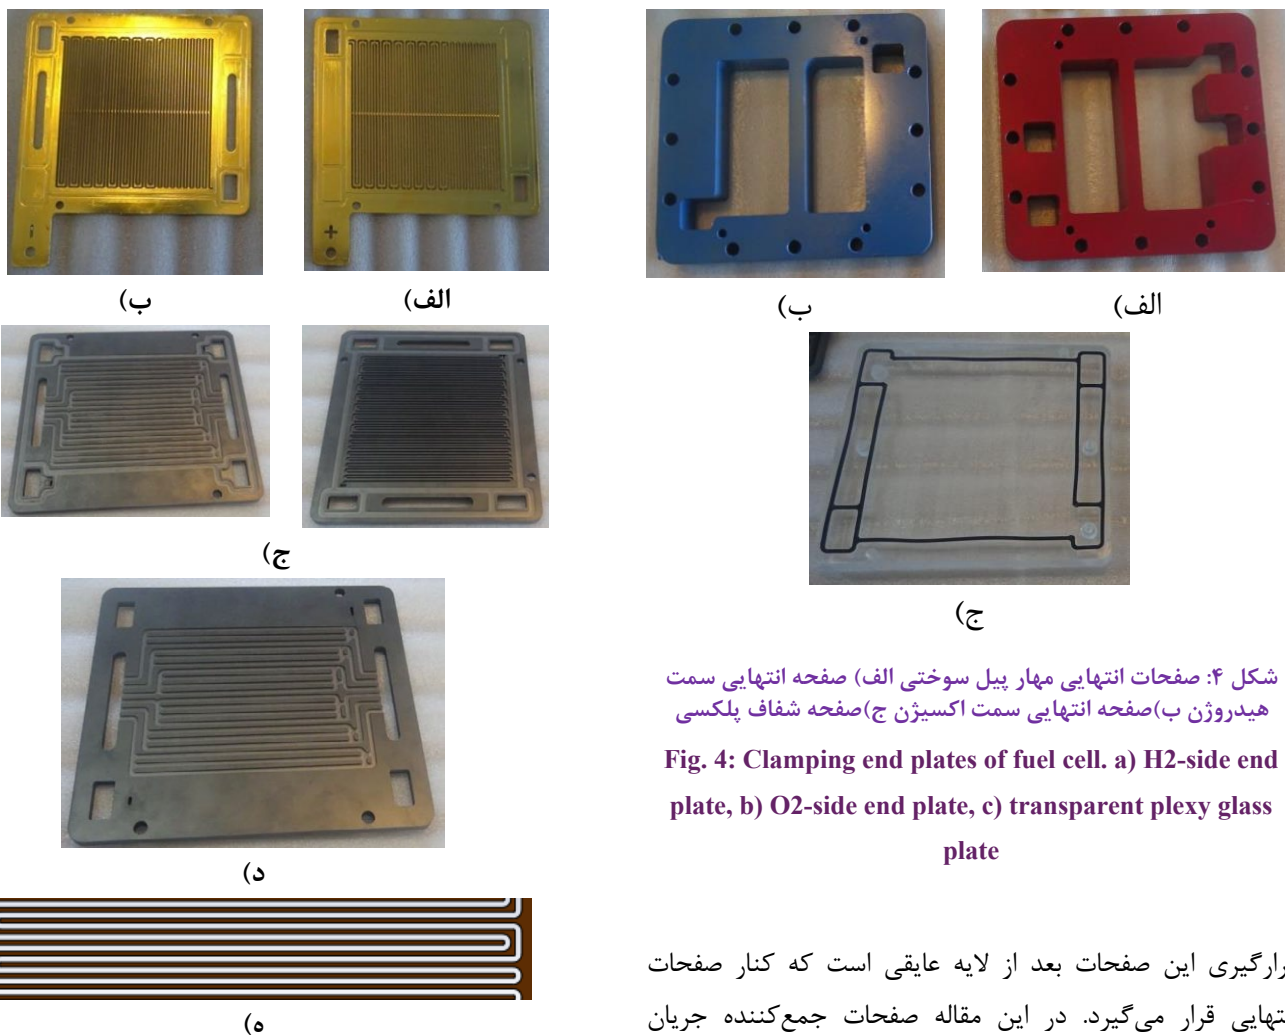 الف)
ب)
ج)
شکل ۴: صفحات انتهایی مهار پیل سوختی الف) صفحه انتهایی سمت
هیدروژن ب)صفحه انتهایی سمت اکسیژن ج)صفحه شفاف پلکسی
Fig. 4: Clamping end plates of fuel cell. a) H2-side end
plate, b) O2-side end plate, c) transparent plexy glass
plate
رارگیری این صفحات بعد از لایه عایقی است که کنار صفحات
نتهایی قرار می‌گیرد. در این مقاله صفحات جمع‌کننده جریان
+
-
الف)
ب)
ج)
د)
ه)